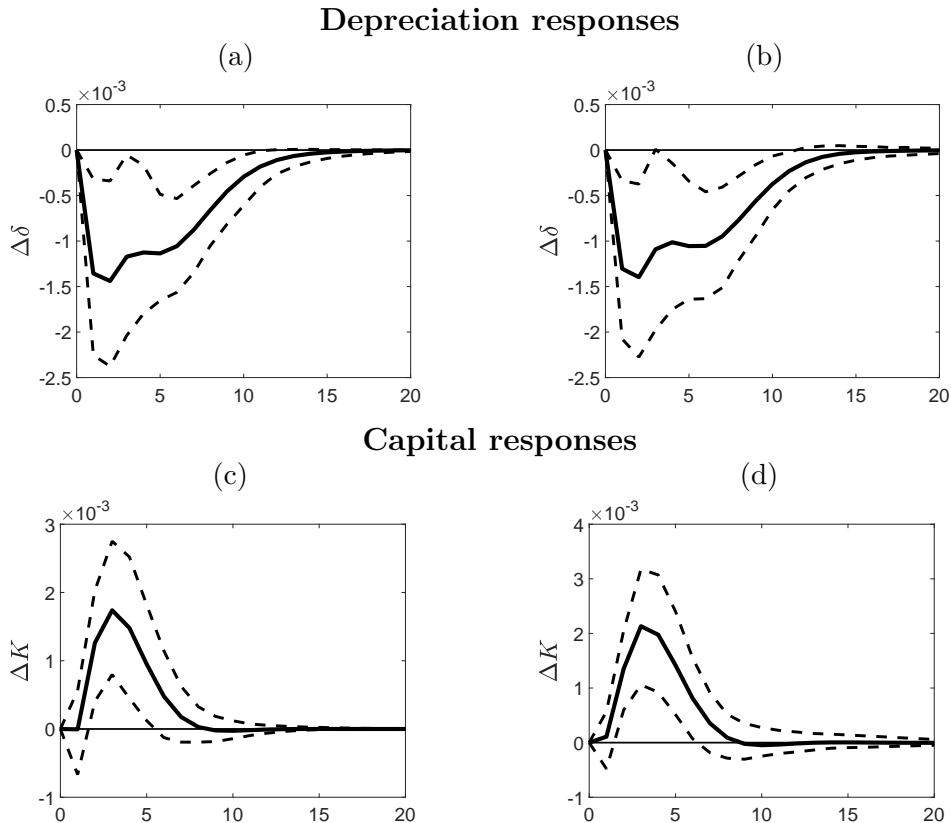 Depreciation responses
(a) (b)
×10⁻³ ×10⁻³
0.5 0.5
0 0
-0.5 -0.5
-1 -1
-1.5 -1.5
-2 -2
-2.5 -2.5
Δδ Δδ
0 5 10 15 20 0 5 10 15 20
Capital responses
(c) (d)
×10⁻³ ×10⁻³
3 4
2 3
1 2
0 1
-1 0
-1
ΔK ΔK
0 5 10 15 20 0 5 10 15 20